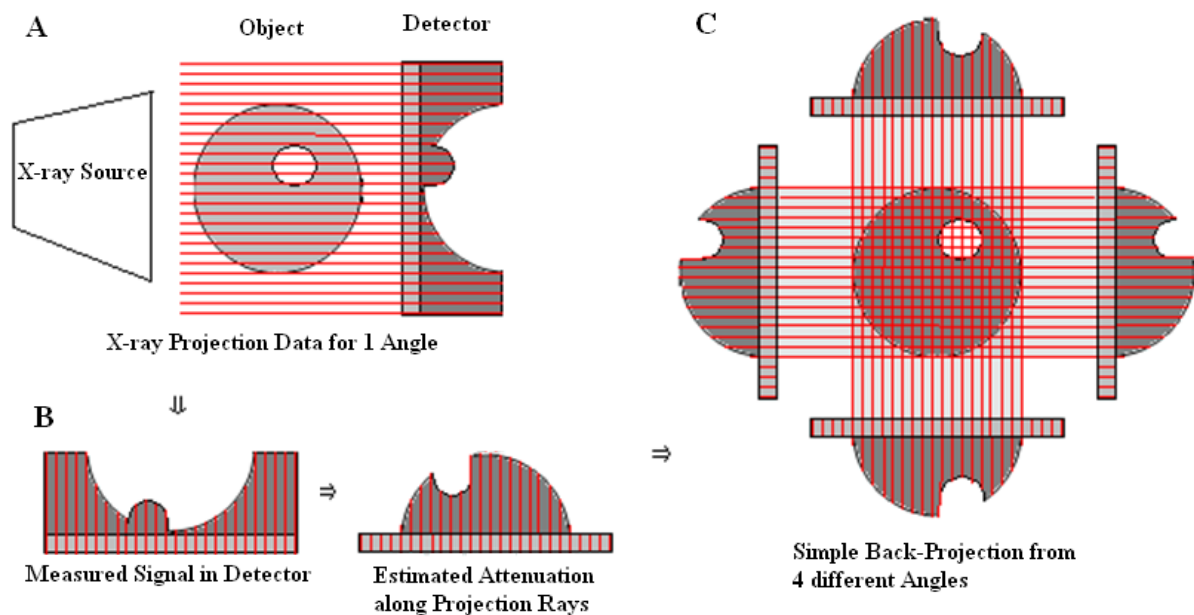 A
Object
Detector
X-ray Source
X-ray Projection Data for 1 Angle
⇓
B
⇒
Measured Signal in Detector
Estimated Attenuation
along Projection Rays
⇒
C
Simple Back-Projection from
4 different Angles